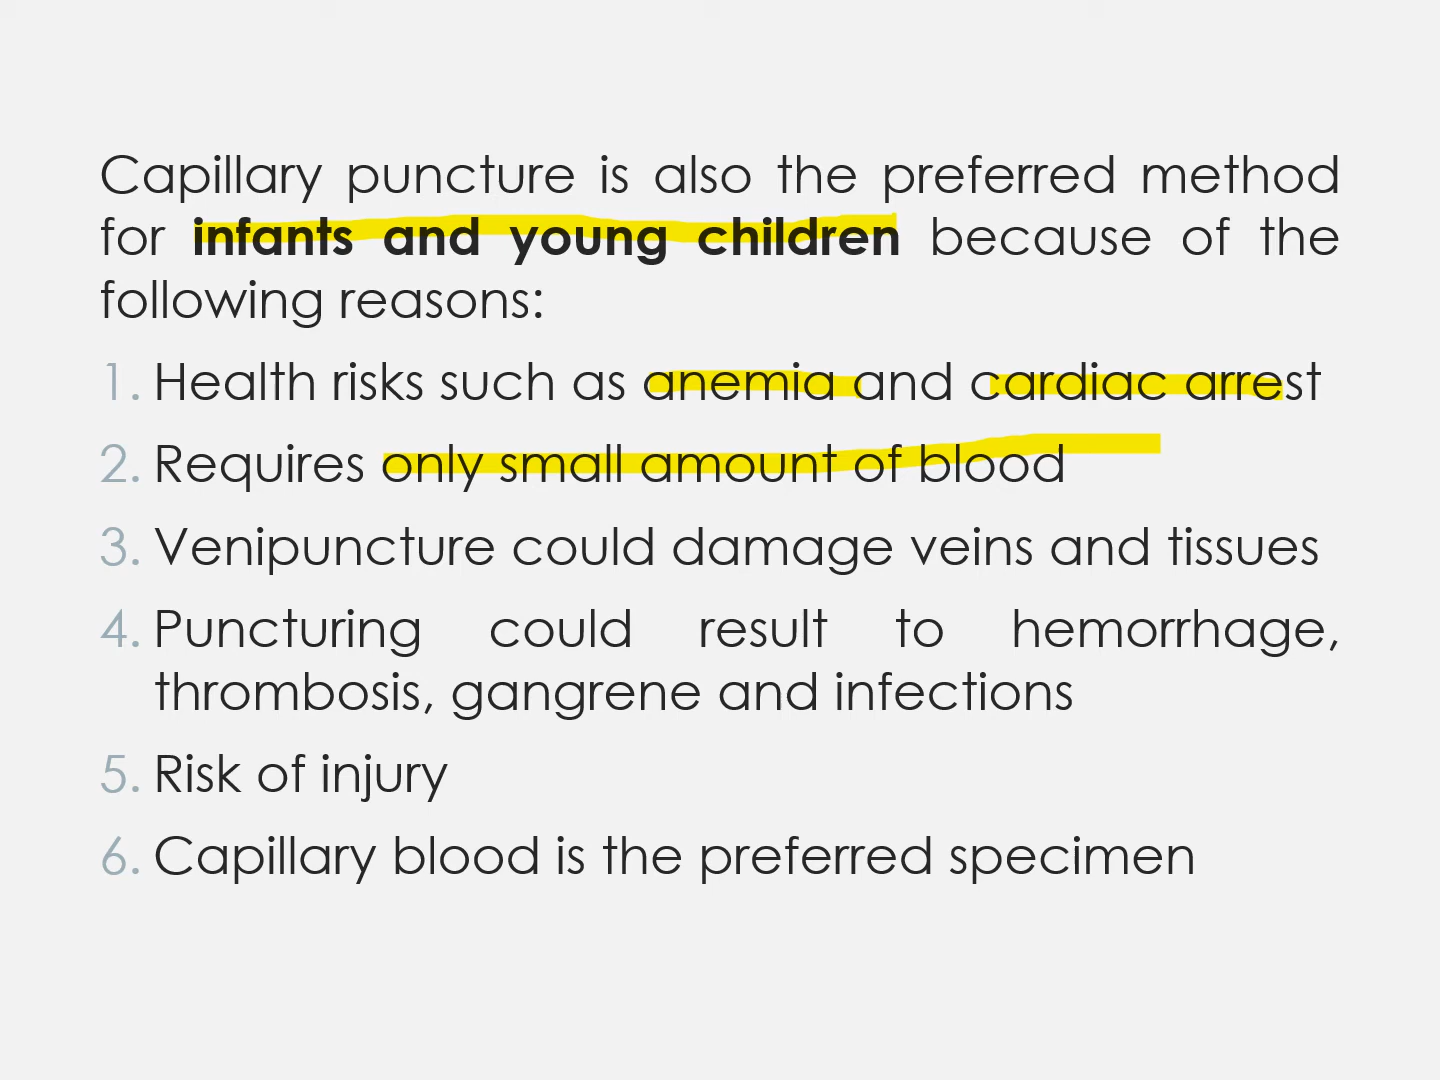 Capillary puncture is also the preferred method
for infants and young children because of the
following reasons:
1. Health risks such as anemia and cardiac arrest
2. Requires only small amount of blood
3. Venipuncture could damage veins and tissues
4. Puncturing could result to hemorrhage,
thrombosis, gangrene and infections
5. Risk of injury
6. Capillary blood is the preferred specimen